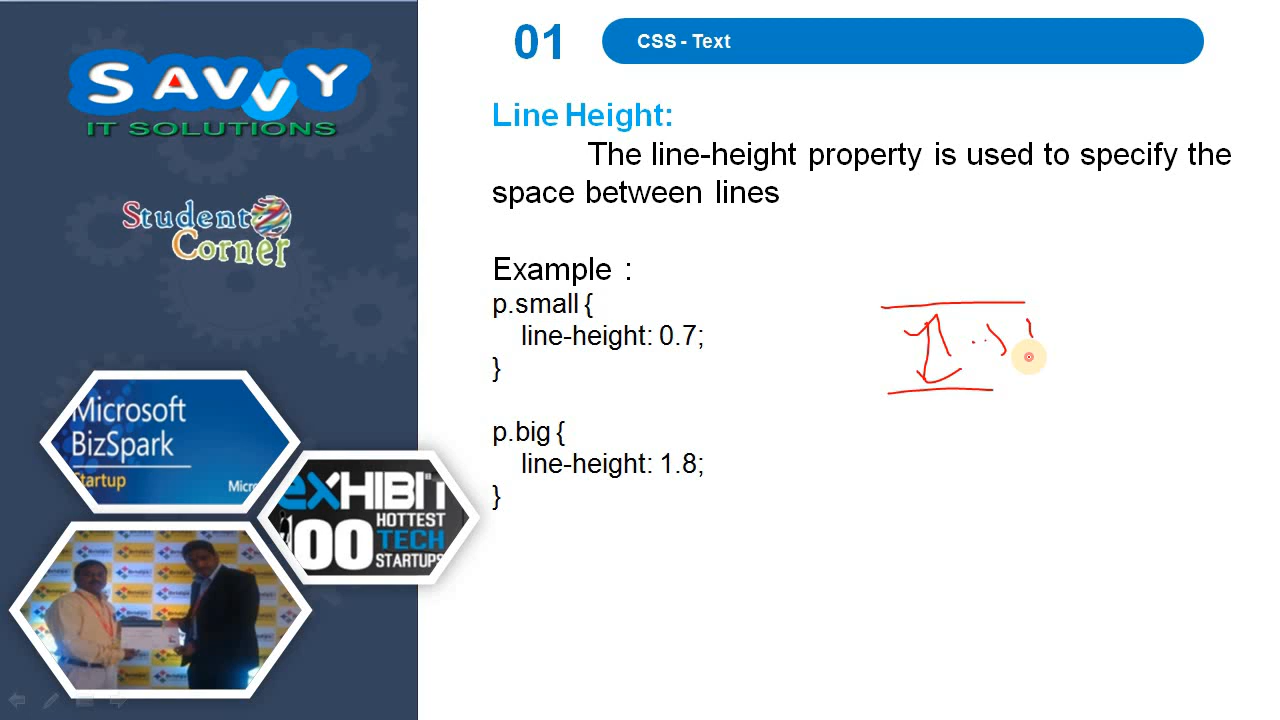 SAVVY
IT SOLUTIONS
Student
Corner
Microsoft
BizSpark
Startup
Micr
eXHIBIT
100
HOTTEST
TECH
STARTUPS
01
CSS - Text
Line Height:
The line-height property is used to specify the
space between lines
Example :
p.small {
line-height: 0.7;
}
p.big {
line-height: 1.8;
}